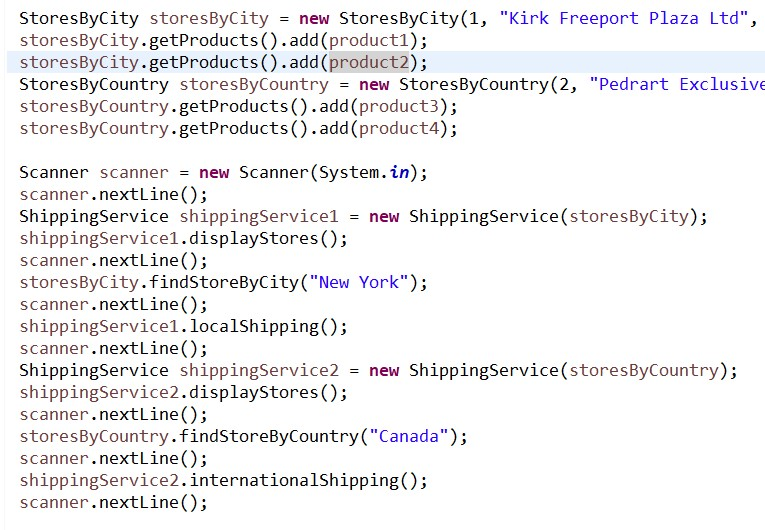 StoresByCity storesByCity = new StoresByCity(1, "Kirk Freeport Plaza Ltd",
storesByCity.getProducts().add(product1);
storesByCity.getProducts().add(product2);
StoresByCountry storesByCountry = new StoresByCountry(2, "Pedrart Exclusive
storesByCountry.getProducts().add(product3);
storesByCountry.getProducts().add(product4);
Scanner scanner = new Scanner(System.in);
scanner.nextLine();
ShippingService shippingService1 = new ShippingService(storesByCity);
shippingService1.displayStores();
scanner.nextLine();
storesByCity.findStoreByCity("New York");
scanner.nextLine();
shippingService1.localShipping();
scanner.nextLine();
ShippingService shippingService2 = new ShippingService(storesByCountry);
shippingService2.displayStores();
scanner.nextLine();
storesByCountry.findStoreByCountry("Canada");
scanner.nextLine();
shippingService2.internationalShipping();
scanner.nextLine();